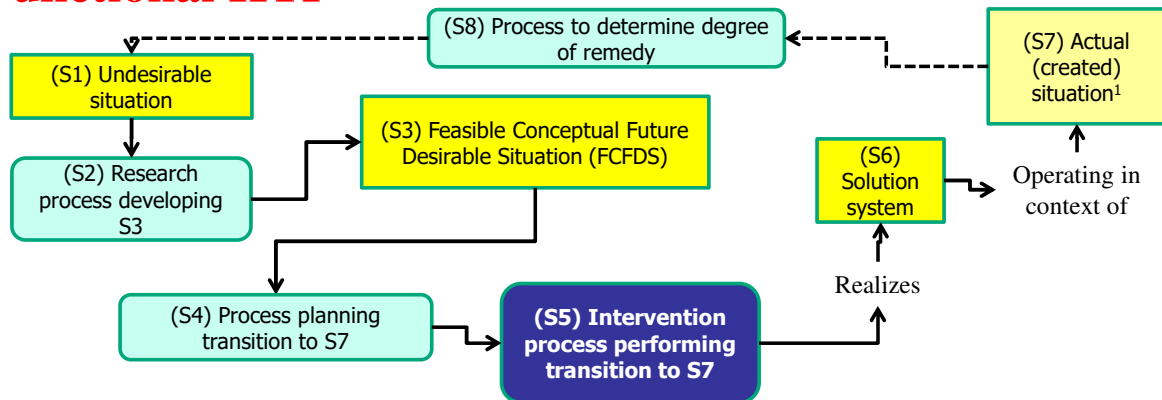 (S8) Process to determine degree
of remedy
(S7) Actual
(created)
situation¹
(S1) Undesirable
situation
(S3) Feasible Conceptual Future
Desirable Situation (FCFDS)
(S2) Research
process developing
S3
(S6)
Solution
system
Operating in
context of
Realizes
(S4) Process planning
transition to S7
(S5) Intervention
process performing
transition to S7